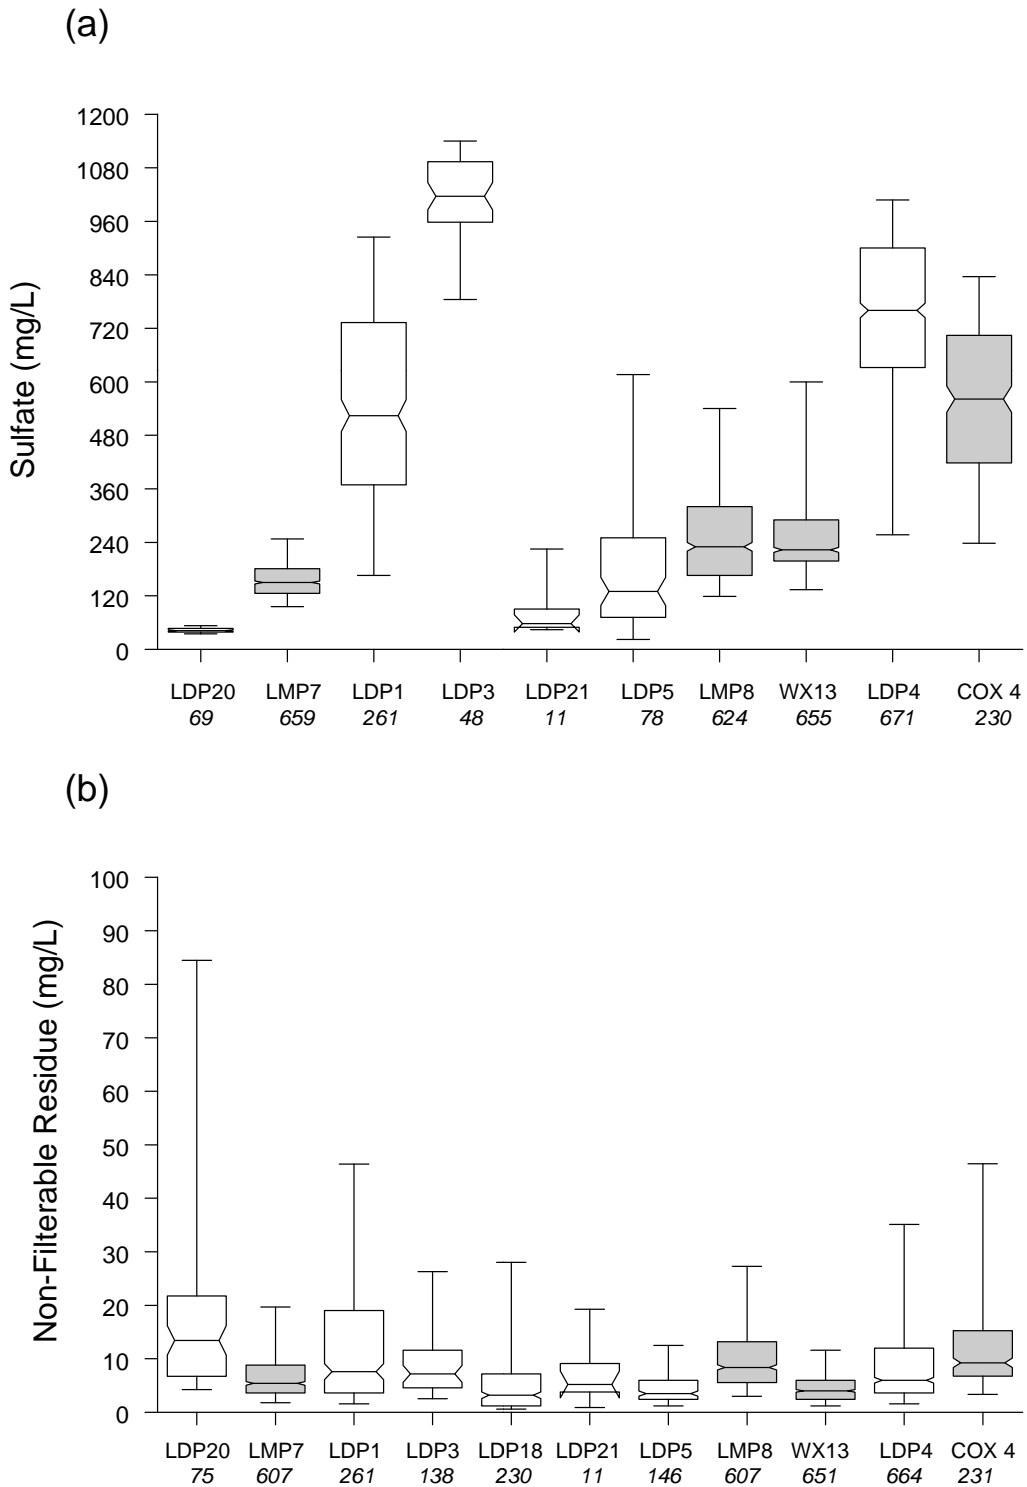 (a)
Sulfate (mg/L)
1200
1080
960
840
720
600
480
360
240
120
0
LDP20 LMP7 LDP1 LDP3 LDP21 LDP5 LMP8 WX13 LDP4 COX 4
69 659 261 48 11 78 624 655 671 230
(b)
Non-Filterable Residue (mg/L)
100
90
80
70
60
50
40
30
20
10
0
LDP20 LMP7 LDP1 LDP3 LDP18 LDP21 LDP5 LMP8 WX13 LDP4 COX 4
75 607 261 138 230 11 146 607 651 664 231